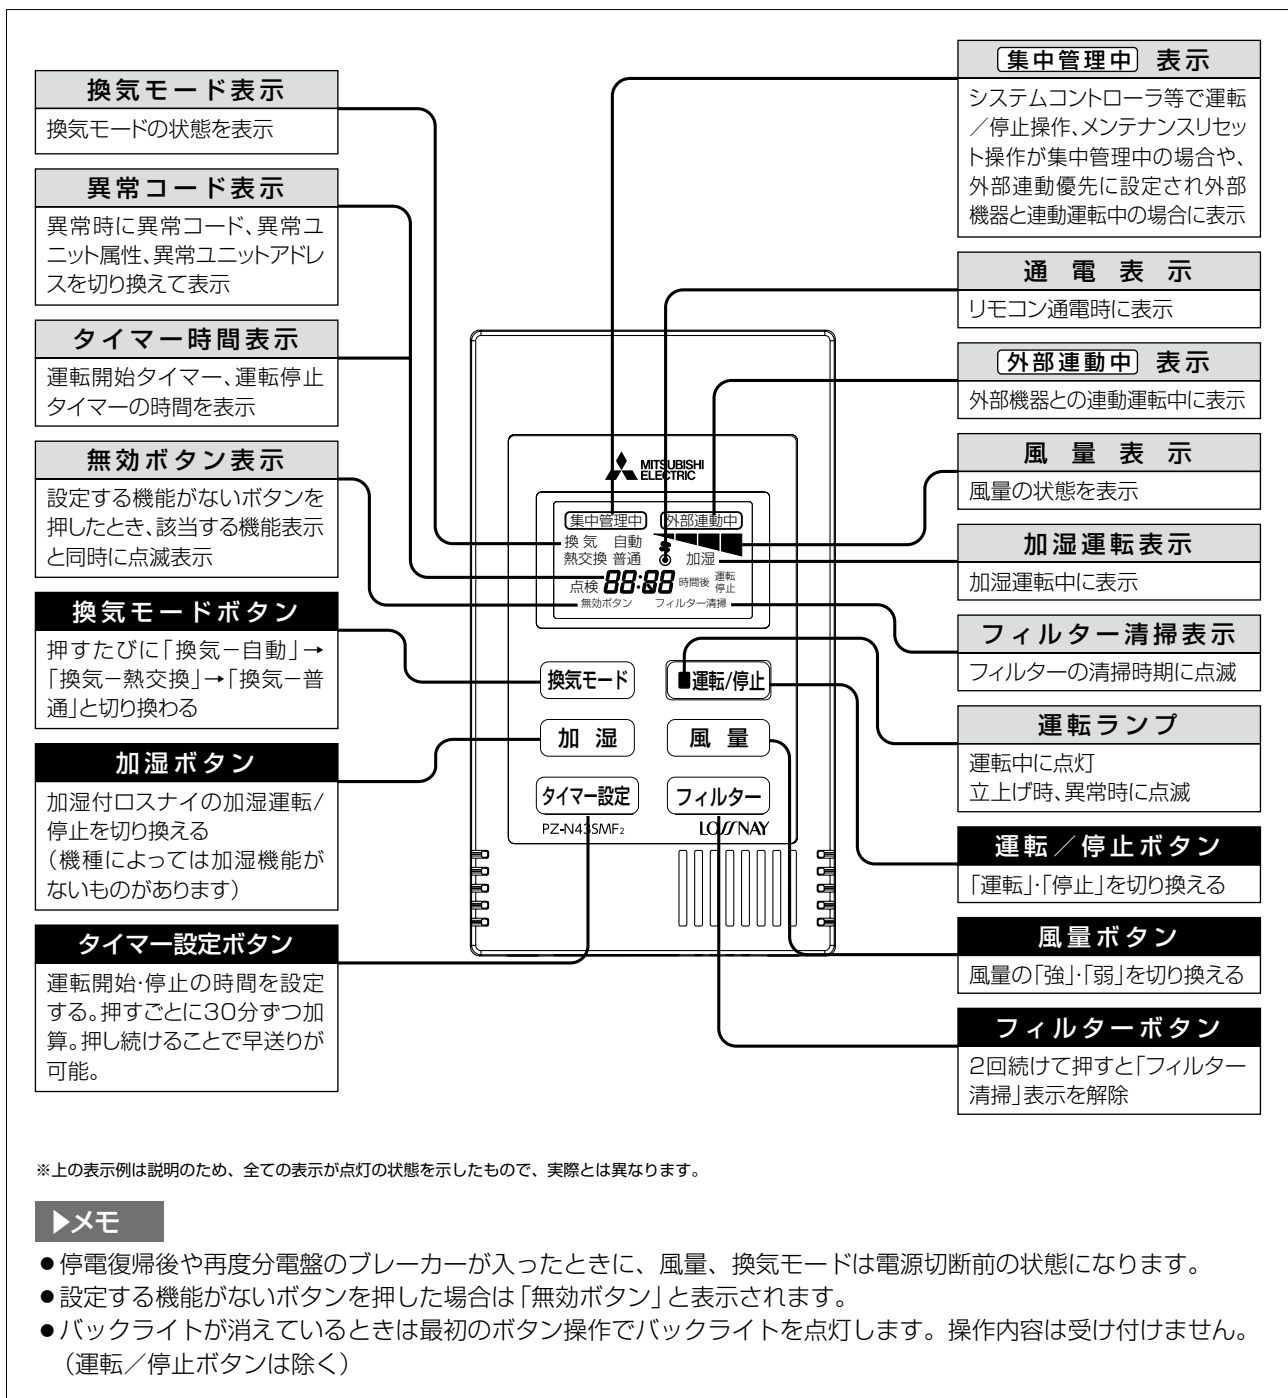 換気モード表示
換気モードの状態を表示
異常コード表示
異常時に異常コード、異常ユ
ニット属性、異常ユニットアドレ
スを切り換えて表示
タイマー時間表示
運転開始タイマー、運転停止
タイマーの時間を表示
無効ボタン表示
設定する機能がないボタンを
押したとき、該当する機能表示
と同時に点滅表示
換気モードボタン
押すたびに「換気−自動」→
「換気−熱交換」→「換気−普
通」と切り換わる
加湿ボタン
加湿付ロスナイの加湿運転/
停止を切り換える
（機種によっては加湿機能が
ないものがあります）
タイマー設定ボタン
運転開始・停止の時間を設定
する。押すごとに30分ずつ加
算。押し続けることで早送りが
可能。
MITSUBISHI
ELECTRIC
集中管理中 外部連動中
換気 自動
熱交換 普通 加湿
点検 88:88 時間後 運転
停止
無効ボタン フィルター清掃
換気モード 運転/停止
加湿 風量
タイマー設定 フィルター
PZ-N43SMF2 LOSSNAY
集中管理中 表示
システムコントローラ等で運転
／停止操作、メンテナンスリセッ
ト操作が集中管理中の場合や、
外部連動優先に設定され外部
機器と連動運転中の場合に表示
通電表示
リモコン通電時に表示
外部連動中 表示
外部機器との連動運転中に表示
風量表示
風量の状態を表示
加湿運転表示
加湿運転中に表示
フィルター清掃表示
フィルターの清掃時期に点滅
運転ランプ
運転中に点灯
立上げ時、異常時に点滅
運転／停止ボタン
「運転」・「停止」を切り換える
風量ボタン
風量の「強」・「弱」を切り換える
フィルターボタン
2回続けて押すと「フィルター
清掃」表示を解除
※上の表示例は説明のため、全ての表示が点灯の状態を示したもので、実際とは異なります。
▶メモ
●停電復帰後や再度分電盤のブレーカーが入ったときに、風量、換気モードは電源切断前の状態になります。
●設定する機能がないボタンを押した場合は「無効ボタン」と表示されます。
●バックライトが消えているときは最初のボタン操作でバックライトを点灯します。操作内容は受け付けません。
（運転／停止ボタンは除く）